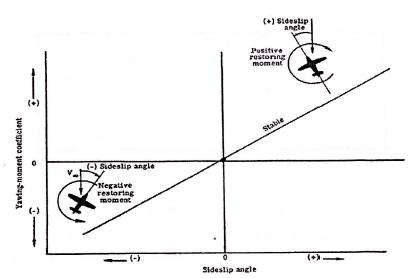 (+) Sideslip
angle
Positive
restoring
moment
Stable
(+)
Yawing-moment coefficient
0
(-)
(-) Sideslip angle
V∞
Negative
restoring
moment
(-)
0
(+)
Sideslip angle